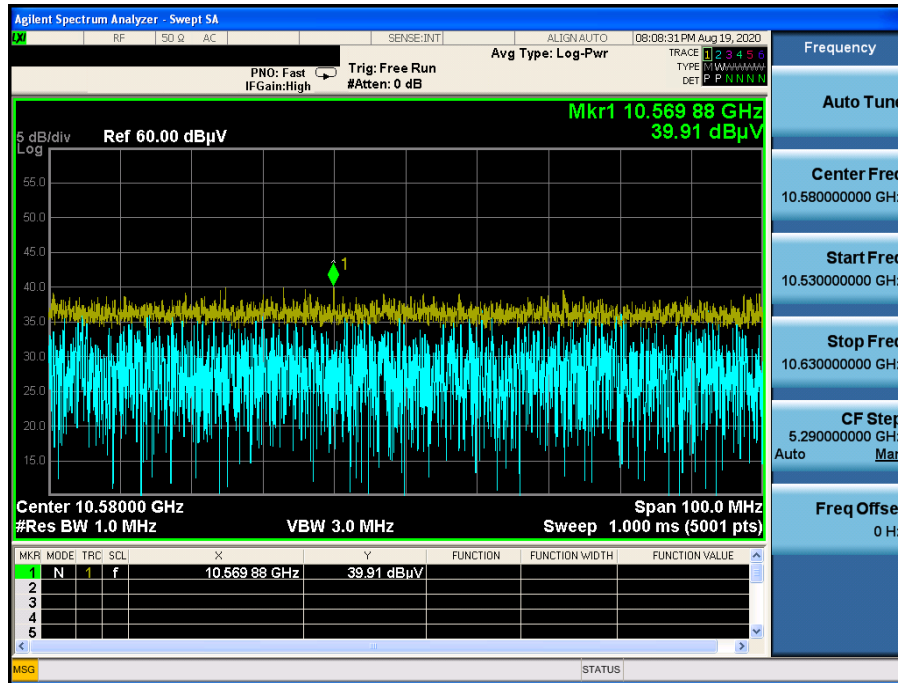 Agilent Spectrum Analyzer - Swept SA
LXI RF 50 Ω AC SENSE:INT ALIGN AUTO 08:08:31 PM Aug 19, 2020
Frequency
Avg Type: Log-Pwr TRACE 1 2 3 4 5 6
PNO: Fast Trig: Free Run TYPE M W W W W W
IFGain:High #Atten: 0 dB DET P P N N N N
Auto Tune
Mkr1 10.569 88 GHz
39.91 dBµV
5 dB/div Ref 60.00 dBµV
Log
55.0
50.0
45.0
40.0
35.0
30.0
25.0
20.0
15.0
1
Center Freq
10.580000000 GHz
Start Freq
10.530000000 GHz
Stop Freq
10.630000000 GHz
CF Step
5.290000000 GHz
Auto Man
Freq Offset
0 Hz
Center 10.58000 GHz Span 100.0 MHz
#Res BW 1.0 MHz VBW 3.0 MHz Sweep 1.000 ms (5001 pts)
MKR MODE TRC SCL X Y FUNCTION FUNCTION WIDTH FUNCTION VALUE
1 N 1 f 10.569 88 GHz 39.91 dBµV
2
3
4
5
MSG STATUS